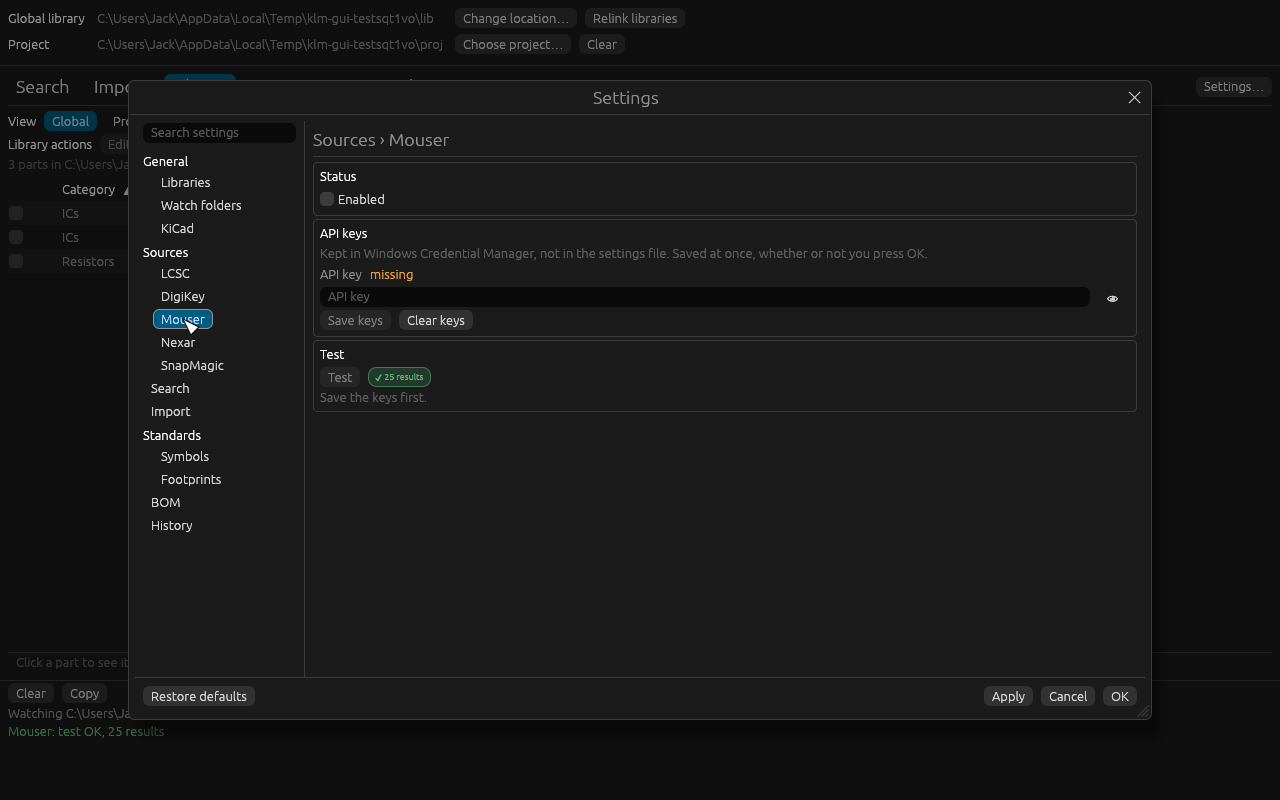 Global library C:\Users\Jack\AppData\Local\Temp\klm-gui-testsqt1vo\lib Change location... Relink libraries
Project C:\Users\Jack\AppData\Local\Temp\klm-gui-testsqt1vo\proj Choose project... Clear
Search Settings...
Settings
View Global
Library actions
3 parts in
Category ▲
ICs
ICs
Resistors
Search settings
General
Libraries
Watch folders
KiCad
Sources
LCSC
DigiKey
Mouser
Nexar
SnapMagic
Search
Import
Standards
Symbols
Footprints
BOM
History
Sources › Mouser
Status
Enabled
API keys
Kept in Windows Credential Manager, not in the settings file. Saved at once, whether or not you press OK.
API key missing
API key
Save keys Clear keys
Test
Test ✓ 25 results
Save the keys first.
Restore defaults Apply Cancel OK
Click a part to see
Clear Copy
Watching
Mouser: test OK, 25 results